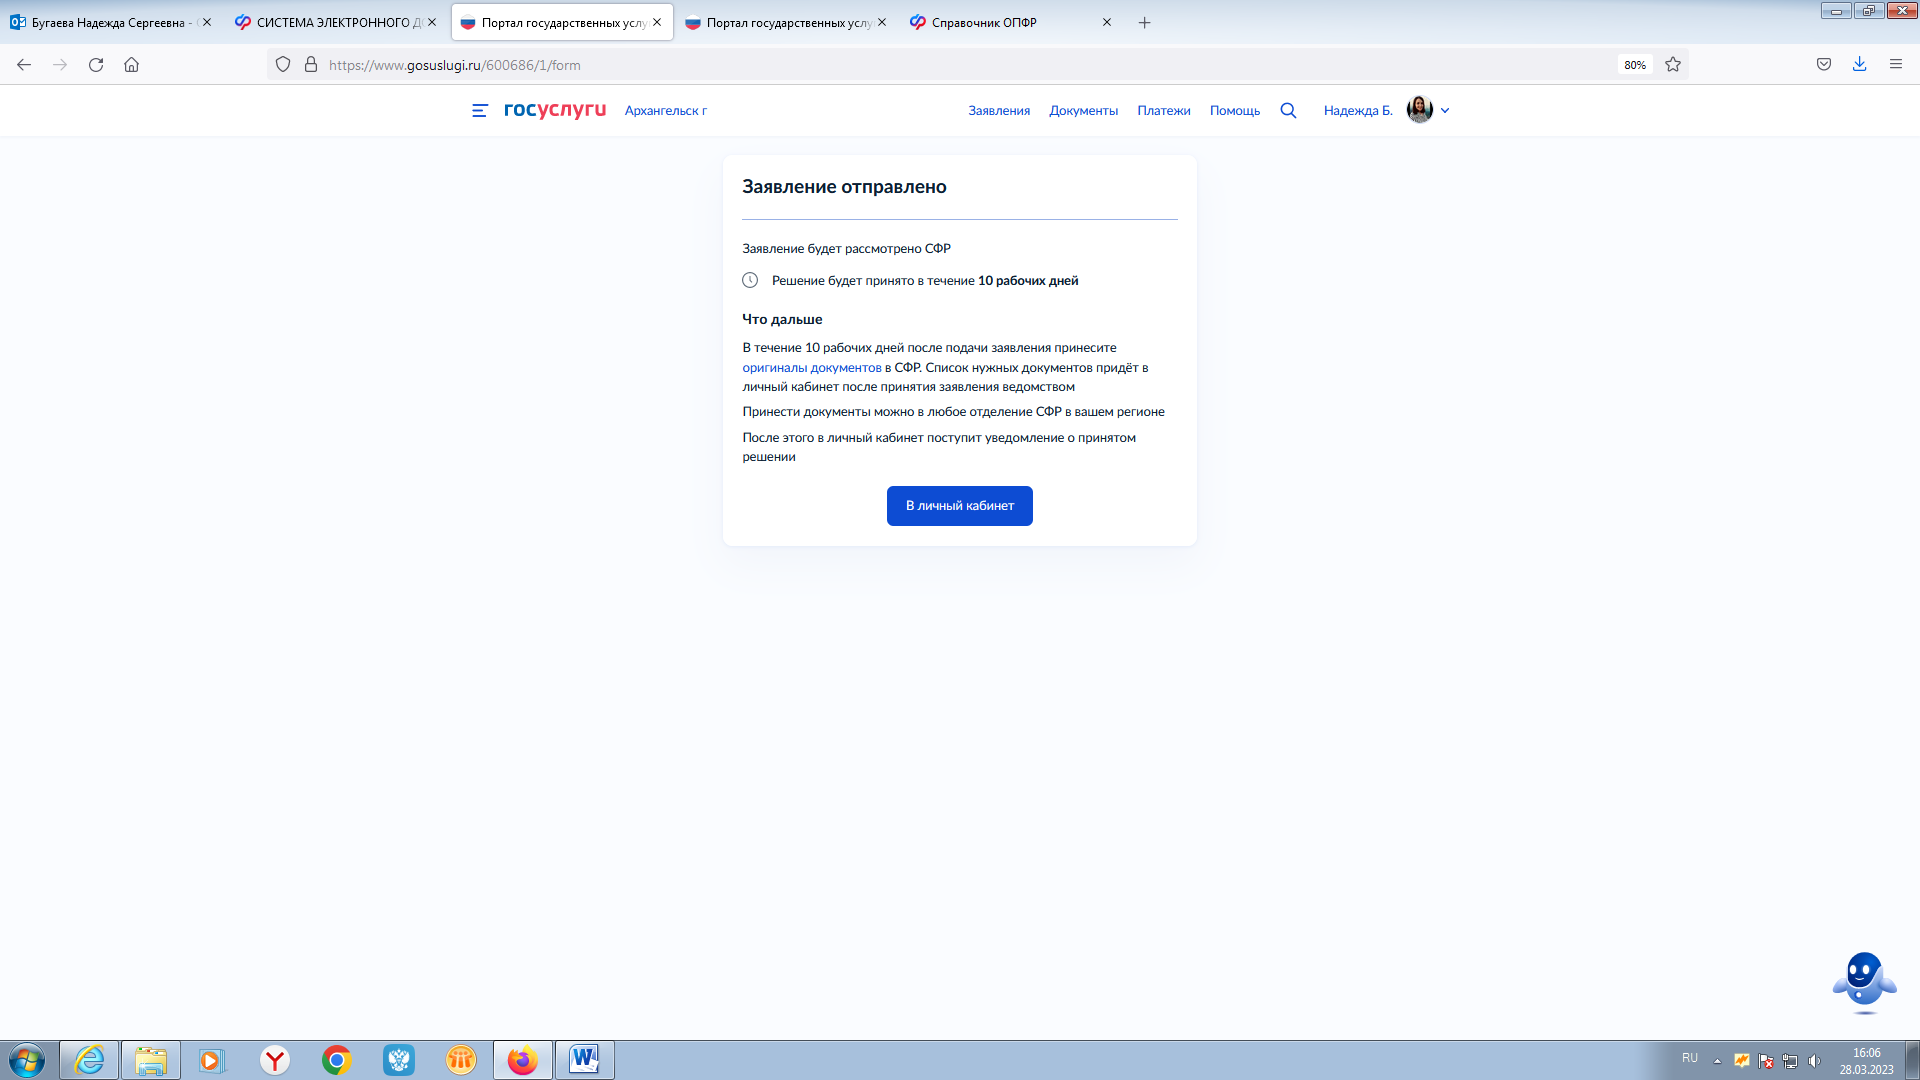 Бугаева Надежда Сергеевна -
СИСТЕМА ЭЛЕКТРОННОГО Д
Портал государственных услу
Портал государственных услу
Справочник ОПФР
https://www.gosuslugi.ru/600686/1/form
80%
госуслуги
Архангельск г
Заявления
Документы
Платежи
Помощь
Надежда Б.
Заявление отправлено
Заявление будет рассмотрено СФР
Решение будет принято в течение 10 рабочих дней
Что дальше
В течение 10 рабочих дней после подачи заявления принесите
оригиналы документов в СФР. Список нужных документов придёт в
личный кабинет после принятия заявления ведомством
Принести документы можно в любое отделение СФР в вашем регионе
После этого в личный кабинет поступит уведомление о принятом
решении
В личный кабинет
RU
16:06
28.03.2023